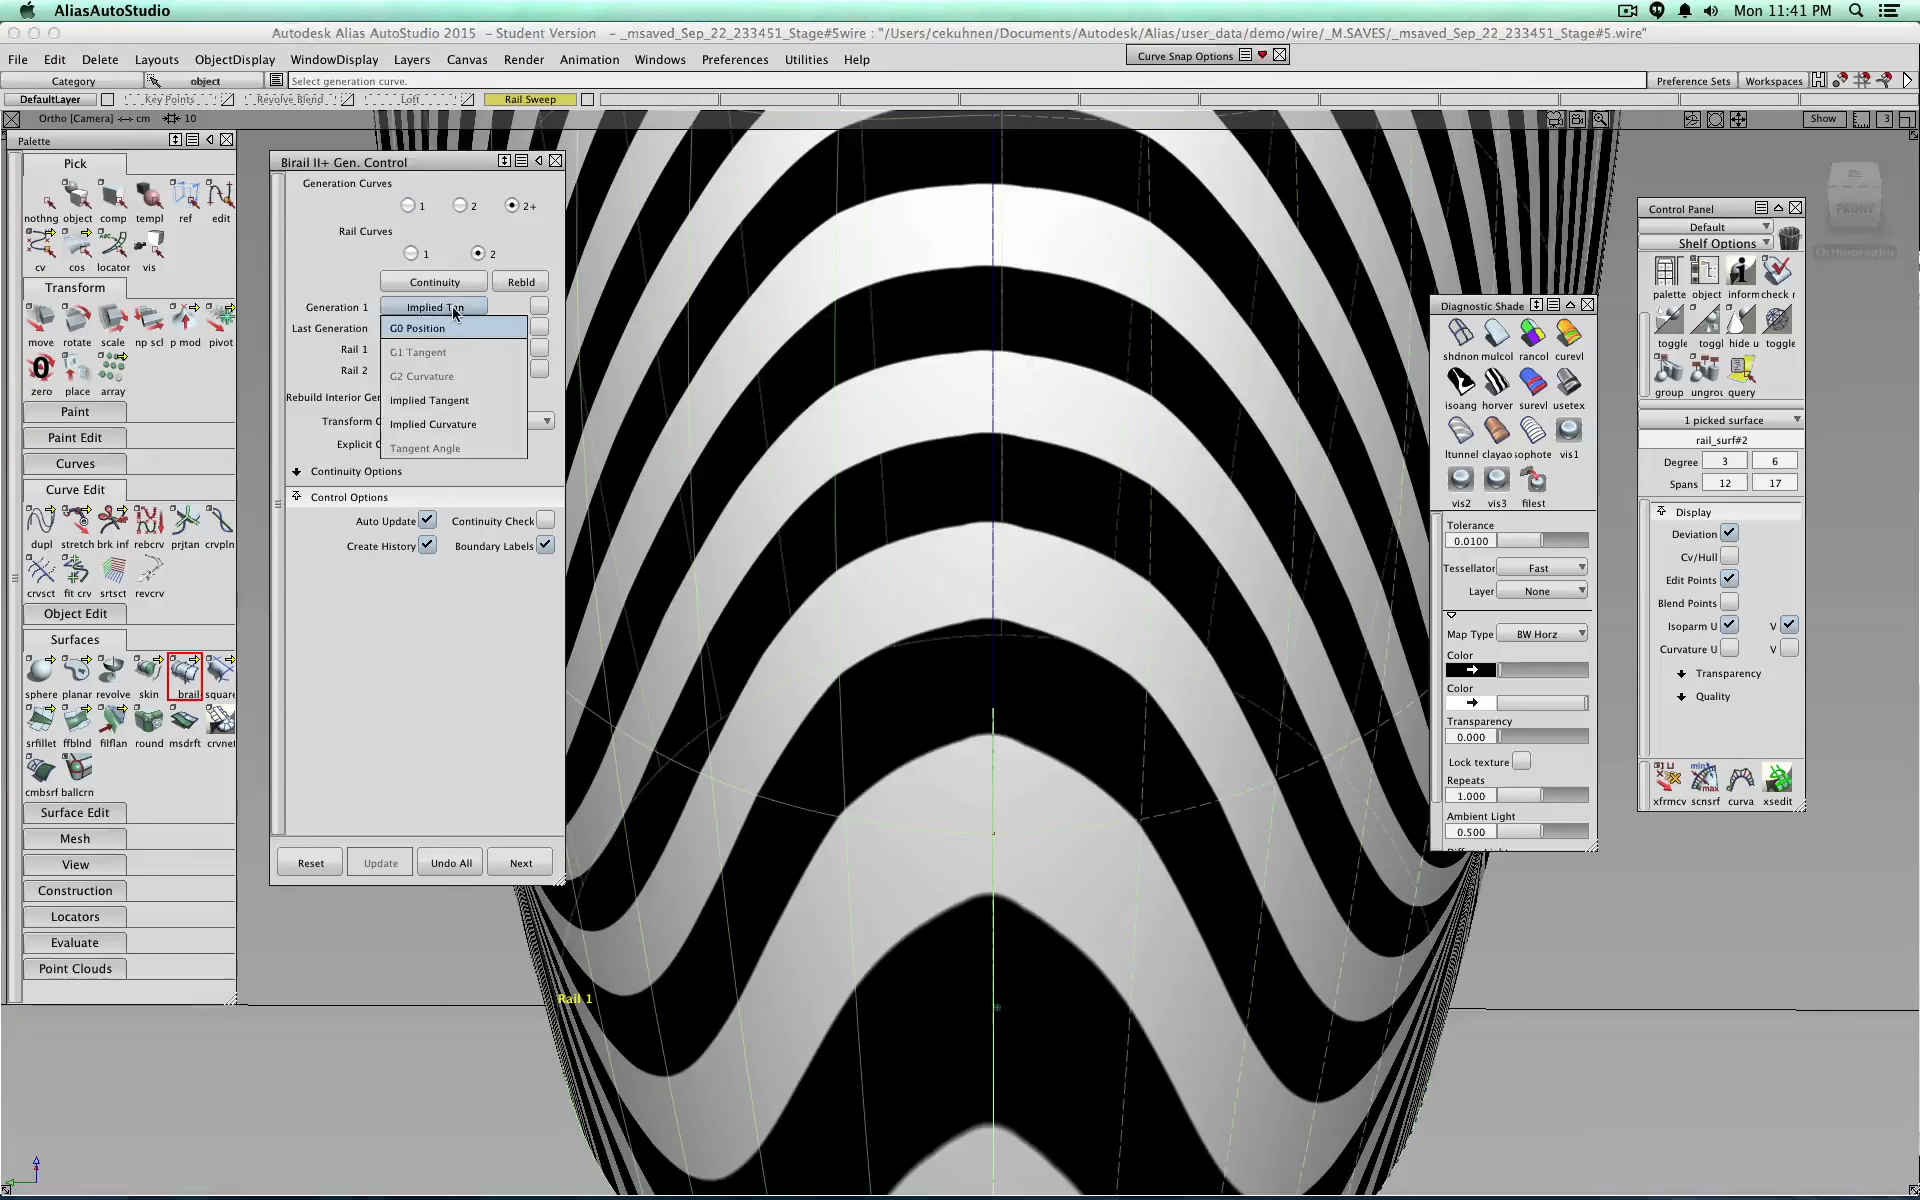 AliasAutoStudio
Mon 11:41 PM
Autodesk Alias AutoStudio 2015 - Student Version - _msaved_Sep_22_233451_Stage#5wire : "/Users/cekuhnen/Documents/Autodesk/Alias/user_data/demo/wire/_M.SAVES/_msaved_Sep_22_233451_Stage#5.wire"
File Edit Delete Layouts ObjectDisplay WindowDisplay Layers Canvas Render Animation Windows Preferences Utilities Help
Curve Snap Options
Category object Select generation curve. Preference Sets Workspaces
DefaultLayer Key Points Revolve Blend Loft Rail Sweep
Ortho [Camera] cm 10 Show 3
Palette
Pick
nothng object comp templ ref edit
cv cos locator vis
Transform
move rotate scale np scl p mod pivot
0
zero place array
Paint
Paint Edit
Curves
Curve Edit
dupl stretch brk inf rebcrv prjtan crvpln
crvsct fit crv srtsct revcrv
Object Edit
Surfaces
sphere planar revolve skin brail square
srfillet ffblnd filflan round msdrft crvnet
cmbsrf ballcrn
Surface Edit
Mesh
View
Construction
Locators
Evaluate
Point Clouds
Birail II+ Gen. Control
Generation Curves
1 2 2+
Rail Curves
1 2
Continuity Rebld
Generation 1 Implied Tan
Last Generation
Rail 1
Rail 2
G0 Position
G1 Tangent
G2 Curvature
Implied Tangent
Implied Curvature
Tangent Angle
Rebuild Interior Ger
Transform C
Explicit C
Continuity Options
Control Options
Auto Update Continuity Check
Create History Boundary Labels
Reset Update Undo All Next
Rail 1
Diagnostic Shade
shdnon mulcol rancol curevl
isoang horver surevl usetex
ltunnel clayao sophote vis1
vis2 vis3 filest
Tolerance
0.0100
Tessellator Fast
Layer None
Map Type BW Horz
Color
Color
Transparency
0.000
Lock texture
Repeats
1.000
Ambient Light
0.500
FRONT
Orthographic
Control Panel
Default
Shelf Options
palette object inform check r
toggle toggl hide u toggle
group ungrou query
1 picked surface
rail_surf#2
Degree 3 6
Spans 12 17
Display
Deviation
Cv/Hull
Edit Points
Blend Points
Isoparm U V
Curvature U V
Transparency
Quality
xfrmcv scnsrf curva xsedit